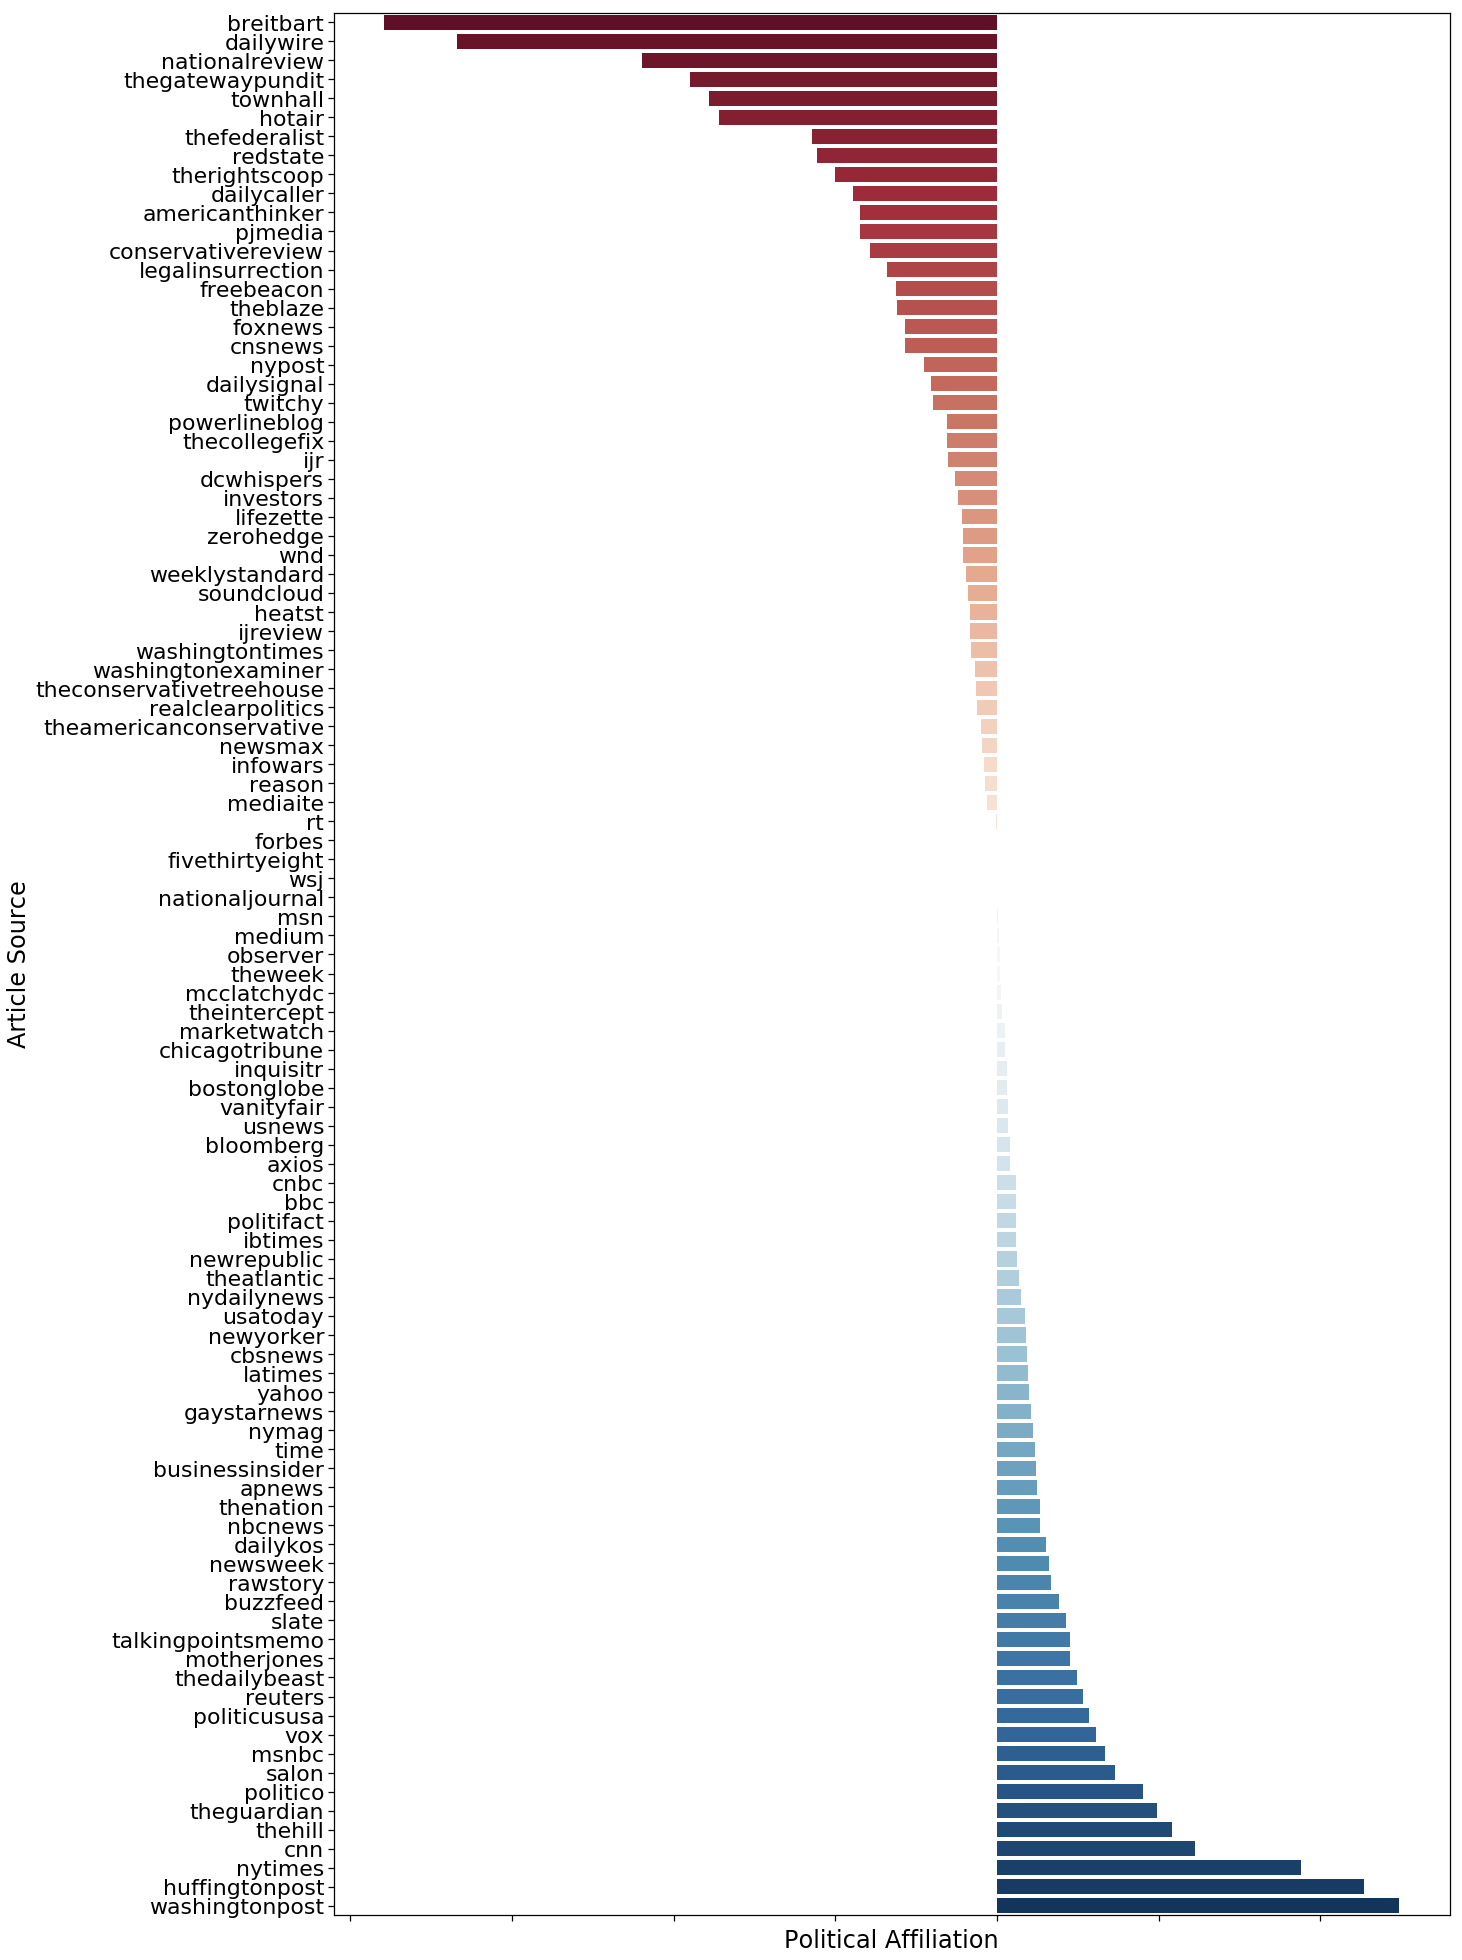 breitbart
dailywire
nationalreview
thegatewaypundit
townhall
hotair
thefederalist
redstate
therightscoop
dailycaller
americanthinker
pjmedia
conservativereview
legalinsurrection
freebeacon
theblaze
foxnews
cnsnews
nypost
dailysignal
twitchy
powerlineblog
thecollegefix
ijr
dcwhispers
investors
lifezette
zerohedge
wnd
weeklystandard
soundcloud
heatst
ijreview
washingtontimes
washingtonexaminer
theconservativetreehouse
realclearpolitics
theamericanconservative
newsmax
infowars
reason
mediaite
rt
forbes
fivethirtyeight
wsj
nationaljournal
msn
medium
observer
theweek
mcclatchydc
theintercept
marketwatch
chicagotribune
inquisitr
bostonglobe
vanityfair
usnews
bloomberg
axios
cnbc
bbc
politifact
ibtimes
newrepublic
theatlantic
nydailynews
usatoday
newyorker
cbsnews
latimes
yahoo
gaystarnews
nymag
time
businessinsider
apnews
thenation
nbcnews
dailykos
newsweek
rawstory
buzzfeed
slate
talkingpointsmemo
motherjones
thedailybeast
reuters
politicususa
vox
msnbc
salon
politico
theguardian
thehill
cnn
nytimes
huffingtonpost
washingtonpost
Article Source
Political Affiliation